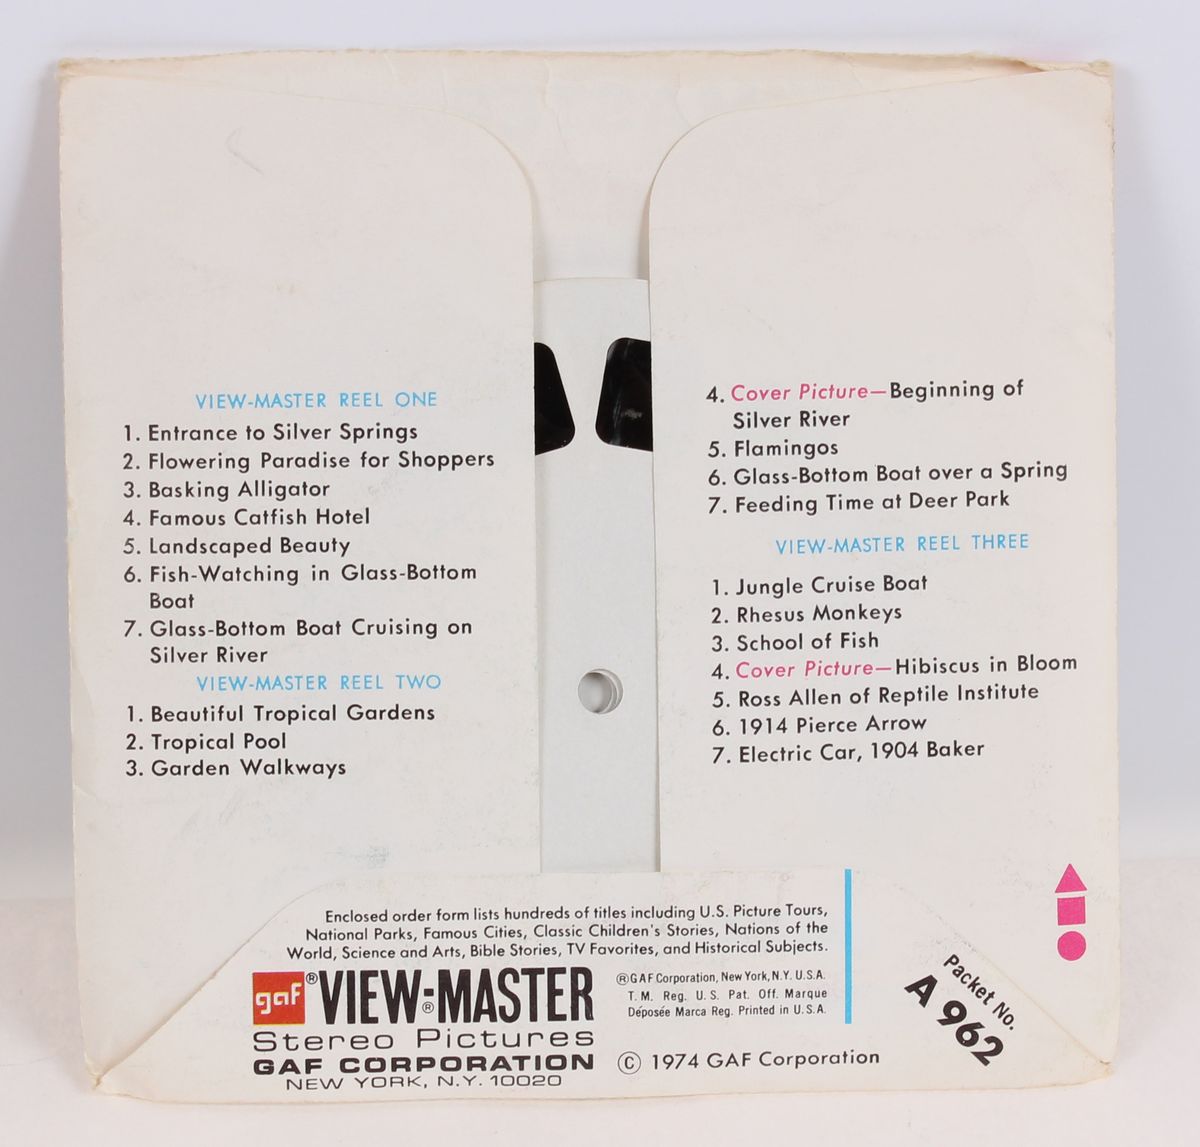 VIEW-MASTER REEL ONE
1. Entrance to Silver Springs
2. Flowering Paradise for Shoppers
3. Basking Alligator
4. Famous Catfish Hotel
5. Landscaped Beauty
6. Fish-Watching in Glass-Bottom
Boat
7. Glass-Bottom Boat Cruising on
Silver River
VIEW-MASTER REEL TWO
1. Beautiful Tropical Gardens
2. Tropical Pool
3. Garden Walkways
4. Cover Picture—Beginning of
Silver River
5. Flamingos
6. Glass-Bottom Boat over a Spring
7. Feeding Time at Deer Park
VIEW-MASTER REEL THREE
1. Jungle Cruise Boat
2. Rhesus Monkeys
3. School of Fish
4. Cover Picture—Hibiscus in Bloom
5. Ross Allen of Reptile Institute
6. 1914 Pierce Arrow
7. Electric Car, 1904 Baker
Enclosed order form lists hundreds of titles including U.S. Picture Tours,
National Parks, Famous Cities, Classic Children's Stories, Nations of the
World, Science and Arts, Bible Stories, TV Favorites, and Historical Subjects.
gaf® VIEW-MASTER®
Stereo Pictures
GAF CORPORATION
NEW YORK, N.Y. 10020
®GAF Corporation, New York, N.Y. U.S.A.
T. M. Reg. U. S. Pat. Off. Marque
Déposée Marca Reg. Printed in U.S.A.
© 1974 GAF Corporation
Packet No.
A 962